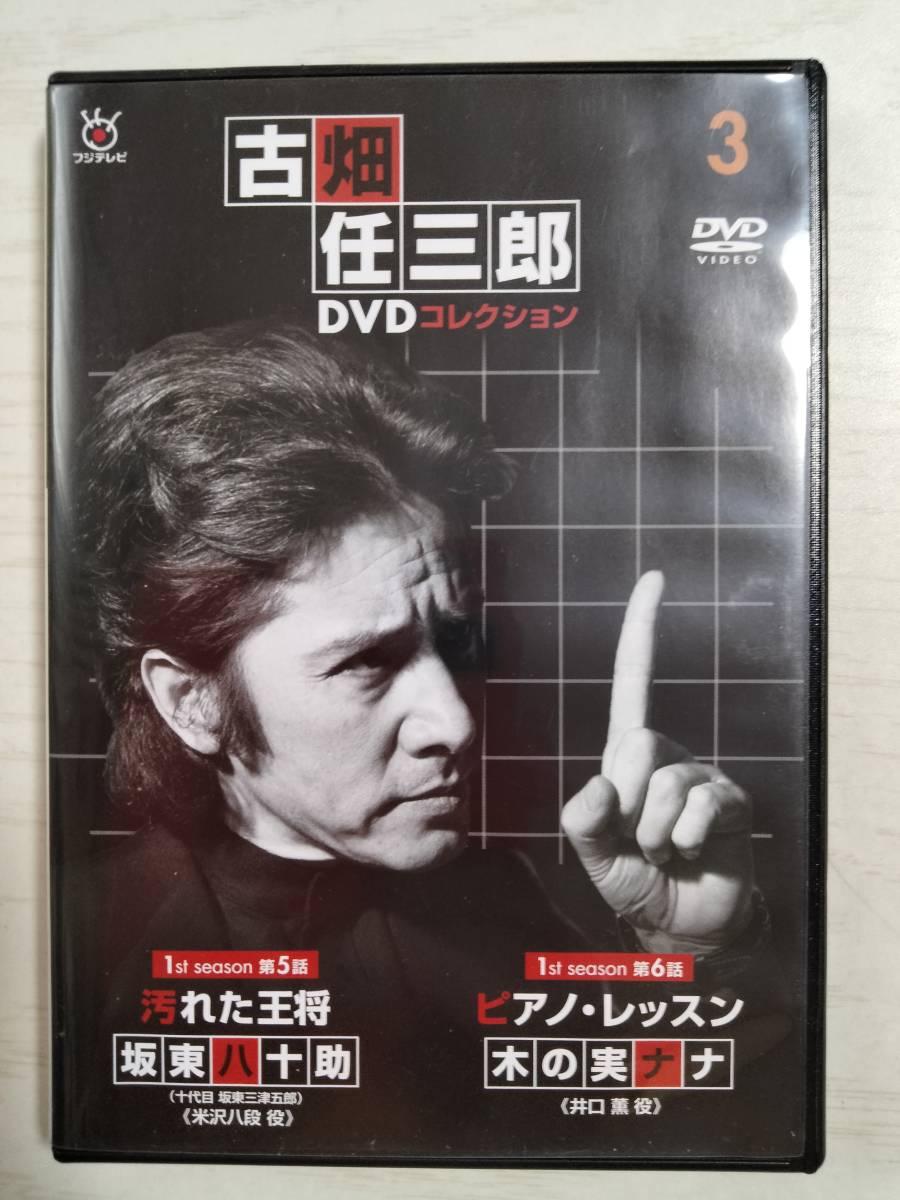 フジテレビ
古畑
任三郎
DVDコレクション
3
DVD
VIDEO
1st season 第5話
汚れた王将
坂東八十助
(十代目 坂東三津五郎)
《米沢八段 役》
1st season 第6話
ピアノ・レッスン
木の実ナナ
《井口 薫 役》